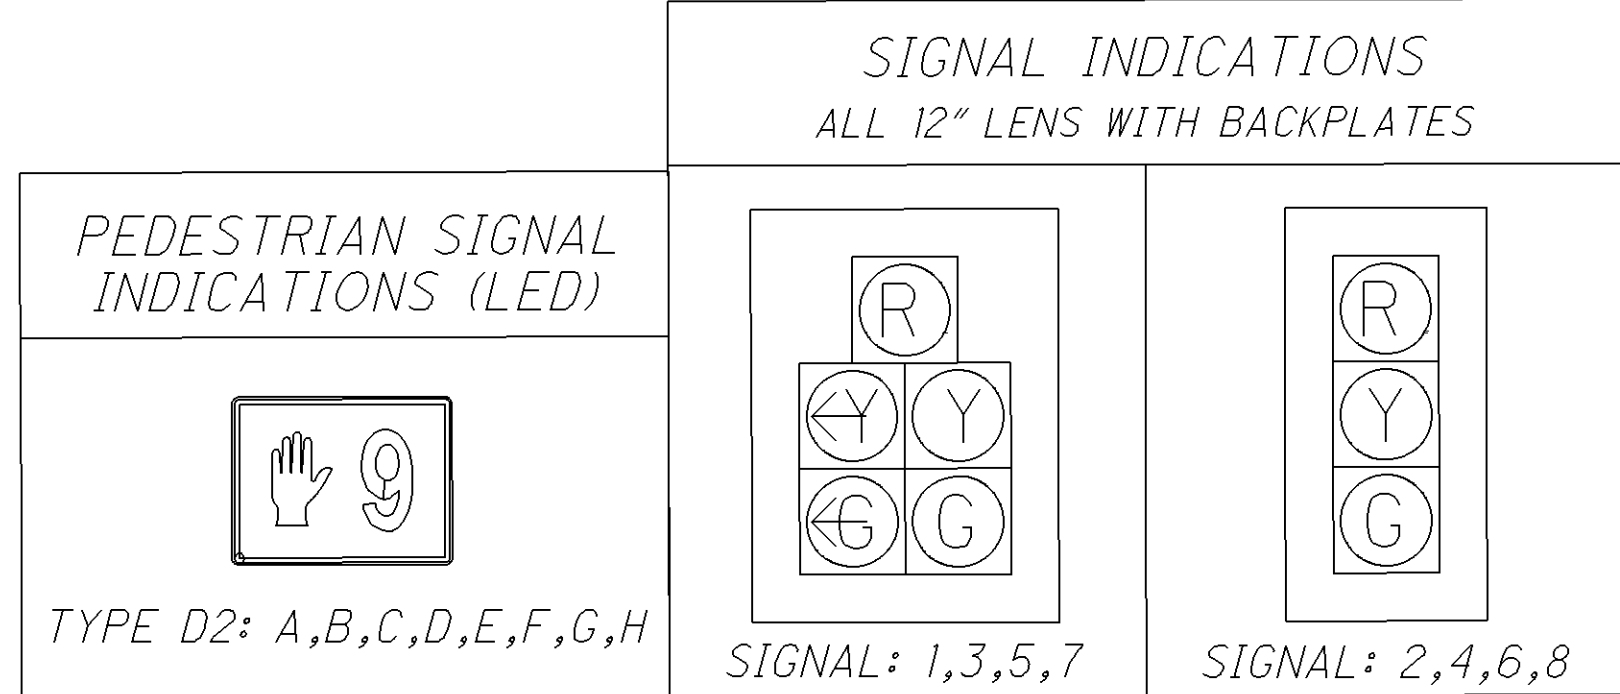 SIGNAL INDICATIONS
ALL 12" LENS WITH BACKPLATES
PEDESTRIAN SIGNAL
INDICATIONS (LED)
9
TYPE D2: A,B,C,D,E,F,G,H
R
Y Y
G G
SIGNAL: 1,3,5,7
R
Y
G
SIGNAL: 2,4,6,8